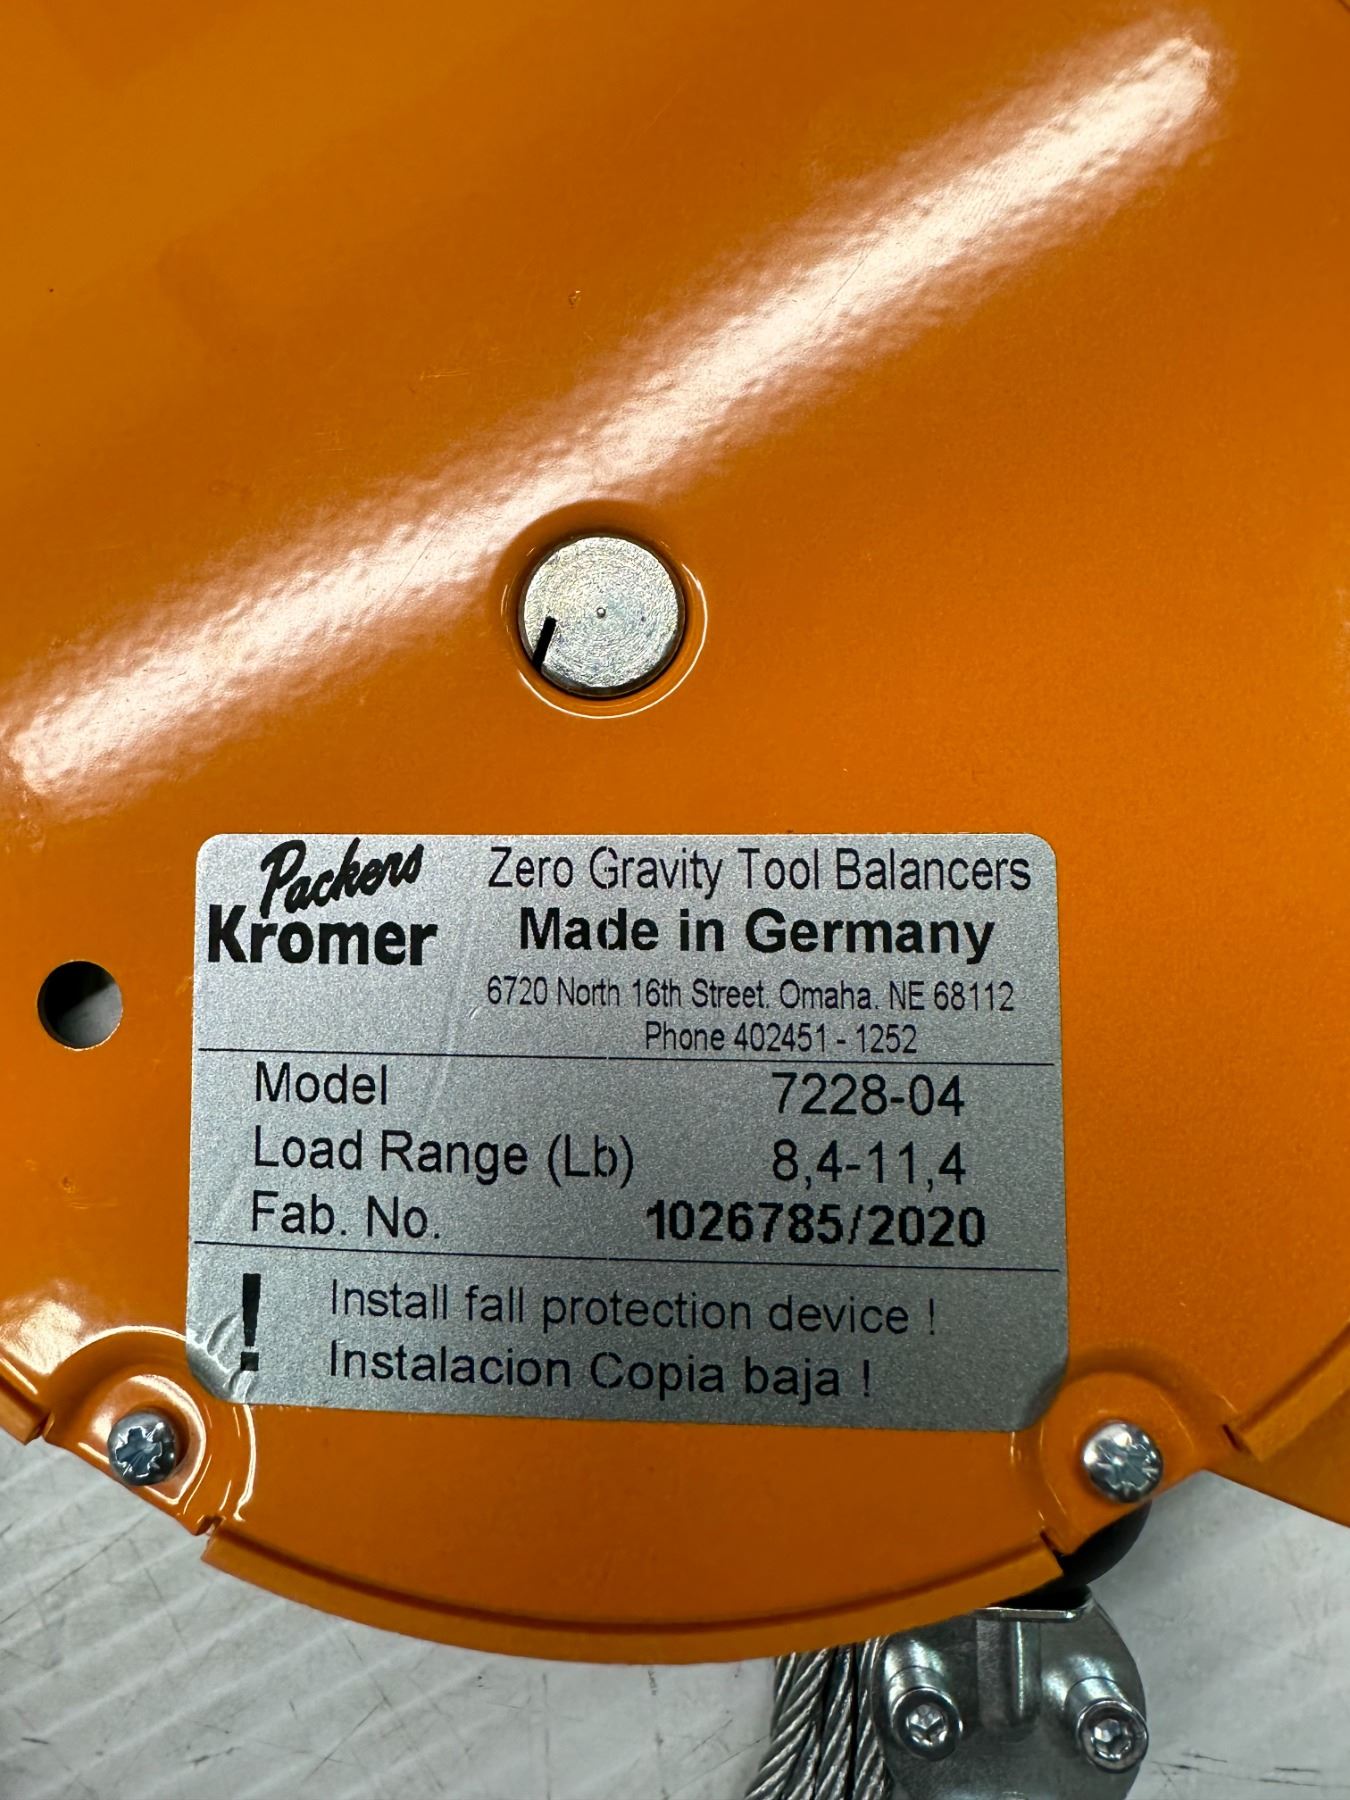 Packers
Kromer
Zero Gravity Tool Balancers
Made in Germany
6720 North 16th Street. Omaha. NE 68112
Phone 402451 - 1252
Model 7228-04
Load Range (Lb) 8,4-11,4
Fab. No. 1026785/2020
! Install fall protection device !
Instalacion Copia baja !